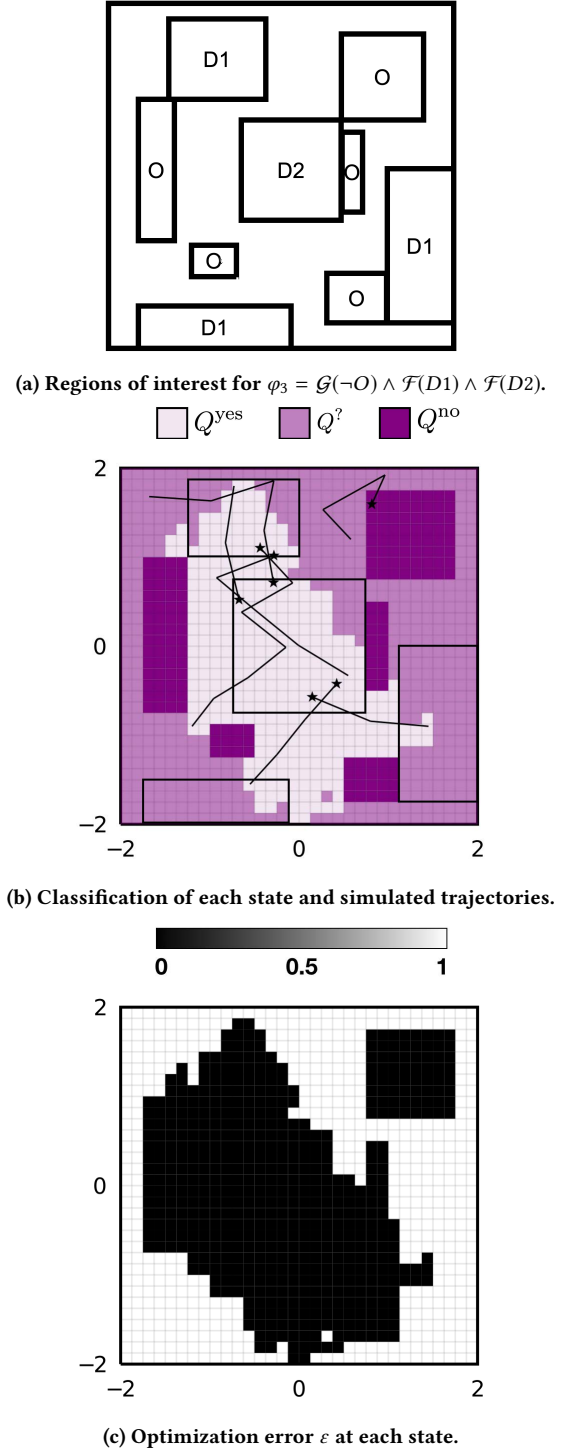 D1
O
O
D2
O
D1
O
O
D1
(a) Regions of interest for φ₃ = 𝒢(¬O) ∧ ℱ(D1) ∧ ℱ(D2).
Q^yes Q^? Q^no
2
0
−2
−2 0 2
(b) Classification of each state and simulated trajectories.
0 0.5 1
2
0
−2
−2 0 2
(c) Optimization error ε at each state.